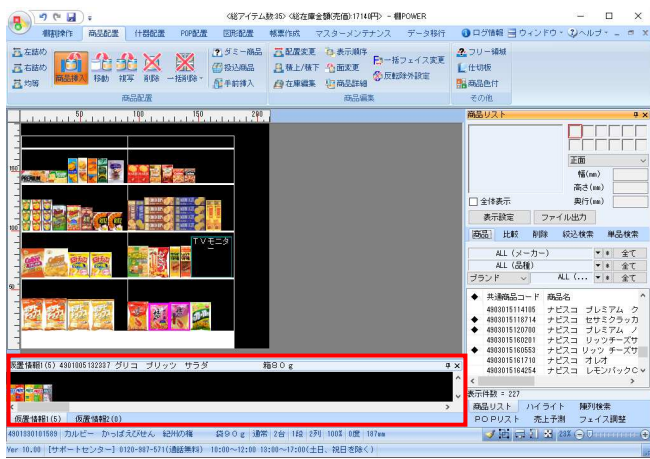 <総アイテム数:35> <総在庫金額(売価):17140円> - 棚POWER
棚割操作 商品配置 什器配置 POP配置 図形配置 帳票作成 マスターメンテナンス データ移行 ログ情報 ウィンドウ ヘルプ
左詰め
右詰め
均等
商品挿入 移動 複写 削除 一括削除
ダミー商品
投込商品
手前挿入
配置変更 表示順序
積上/積下 面変更
在庫編集 商品詳細
一括フェイス変更
反転除外設定
フリー領域
仕切板
商品色付
商品配置 商品編集 その他
50 100 150 200
150
100
50
TVモニタ
商品リスト
正面
幅(mm)
高さ(mm)
奥行(mm)
全体表示
表示設定 ファイル出力
商品 比較 削除 絞込検索 単品検索
ALL (メーカー) * 全て
ALL (品種) * 全て
ブランド ALL (... * 全て
◆ 共通商品コード 商品名
4903015114105 ナビスコ プレミアム ク
◆ 4903015118714 ナビスコ セサミクラッカ
◆ 4903015120700 ナビスコ プレミアム ノ
4903015160201 ナビスコ リッツチーズサ
◆ 4903015160553 ナビスコ リッツ チーズサ
4903015161710 ナビスコ オレオ
4903015164254 ナビスコ レモンパックC
表示件数 = 227
商品リスト ハイライト 陳列検索
POPリスト 売上予測 フェイス調整
仮置情報1(5) 4901005132337 グリコ プリッツ サラダ 箱80g
仮置情報1(5) 仮置情報2(0)
4901330101589 カルビー かっぱえびせん 紀州の梅 袋90g 通常 2台 1段 2列 100% 0度 187mm
23%
Ver 10.00 [サポートセンター] 0120-987-571(通話無料) 10:00~12:00 13:00~17:00(土日、祝日を除く)